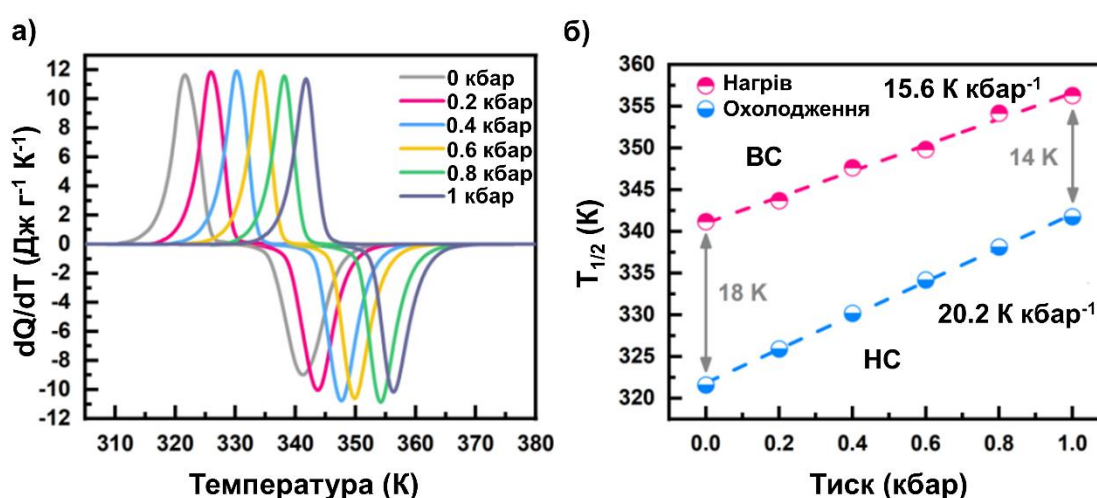 а)
dQ/dT (Дж г⁻¹ К⁻¹)
12
10
8
6
4
2
0
-2
-4
-6
-8
-10
-12
0 кбар
0.2 кбар
0.4 кбар
0.6 кбар
0.8 кбар
1 кбар
310 320 330 340 350 360 370 380
Температура (К)
б)
T1/2 (К)
360
355
350
345
340
335
330
325
320
Нагрів
Охолодження
15.6 К кбар⁻¹
ВС
14 К
18 К
20.2 К кбар⁻¹
НС
0.0 0.2 0.4 0.6 0.8 1.0
Тиск (кбар)